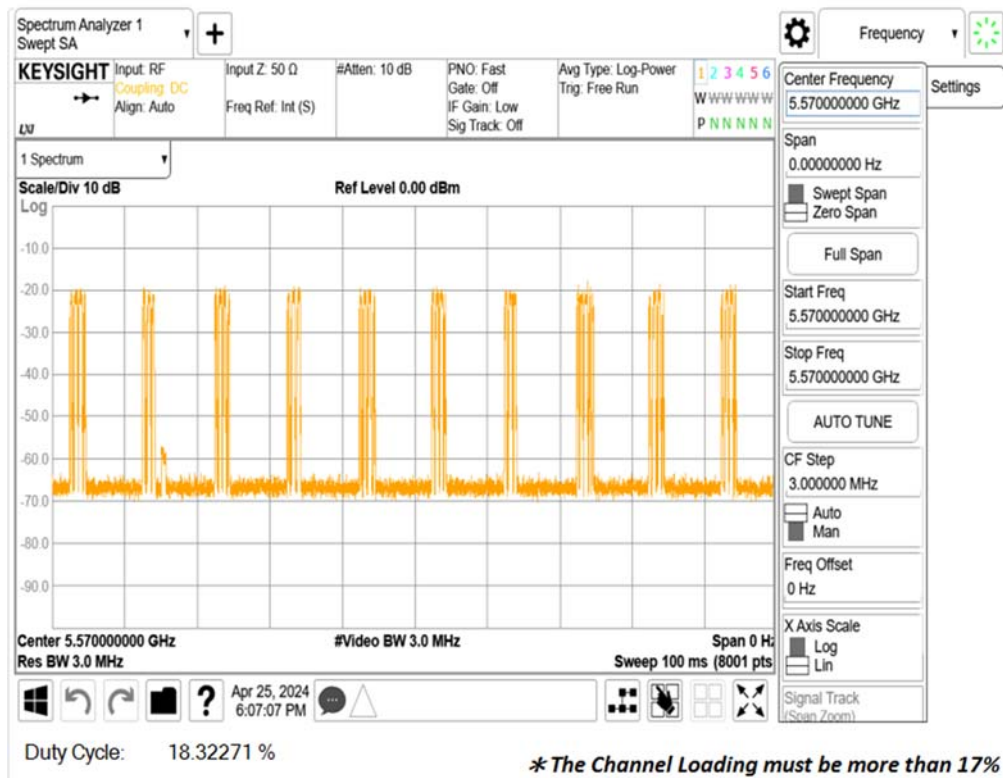 Spectrum Analyzer 1
Swept SA
Frequency
KEYSIGHT
Input: RF
Coupling: DC
Align: Auto
Input Z: 50 Ω
Freq Ref: Int (S)
#Atten: 10 dB
PNO: Fast
Gate: Off
IF Gain: Low
Sig Track: Off
Avg Type: Log-Power
Trig: Free Run
1 2 3 4 5 6
W W W W W W
P N N N N N
LXI
Settings
Center Frequency
5.570000000 GHz
Span
0.00000000 Hz
Swept Span
Zero Span
Full Span
Start Freq
5.570000000 GHz
Stop Freq
5.570000000 GHz
AUTO TUNE
CF Step
3.000000 MHz
Auto
Man
Freq Offset
0 Hz
X Axis Scale
Log
Lin
Signal Track
(Span Zoom)
1 Spectrum
Scale/Div 10 dB
Ref Level 0.00 dBm
Log
-10.0
-20.0
-30.0
-40.0
-50.0
-60.0
-70.0
-80.0
-90.0
Center 5.570000000 GHz
#Video BW 3.0 MHz
Span 0 Hz
Res BW 3.0 MHz
Sweep 100 ms (8001 pts
?
Apr 25, 2024
6:07:07 PM
Duty Cycle: 18.32271 %
* The Channel Loading must be more than 17%